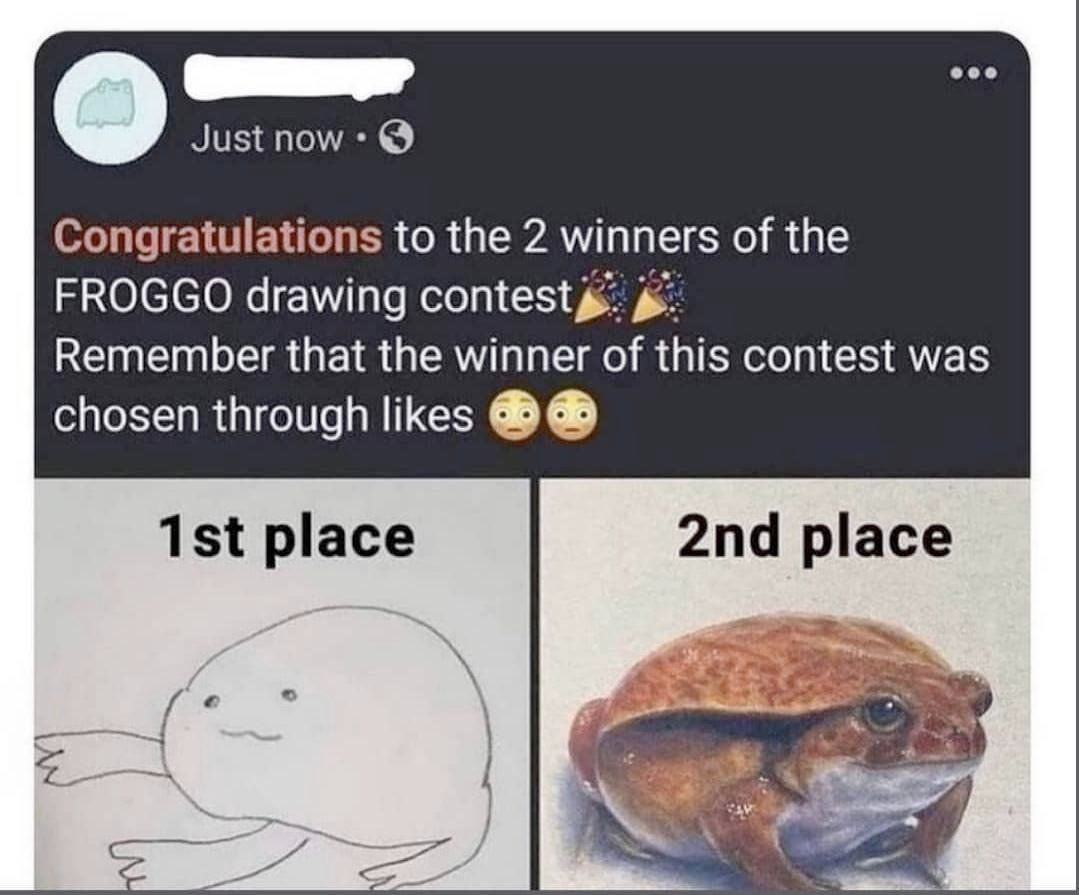 Just now •
Congratulations to the 2 winners of the
FROGGO drawing contest🎉🎉
Remember that the winner of this contest was
chosen through likes 😳😳
1st place
2nd place